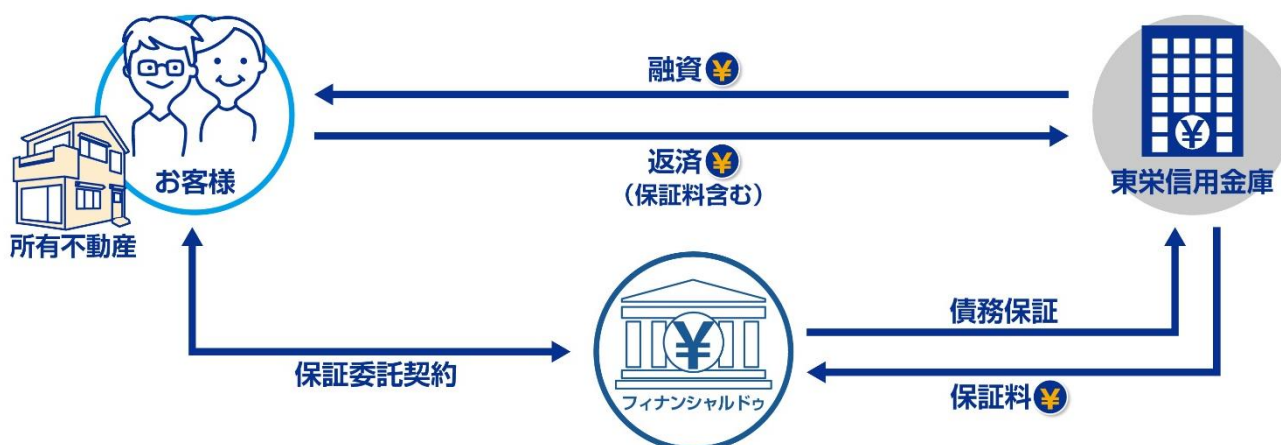 融資¥
お客様
返済¥
(保証料含む)
¥
東栄信用金庫
所有不動産
保証委託契約
¥
フィナンシャルドゥ
債務保証
保証料¥